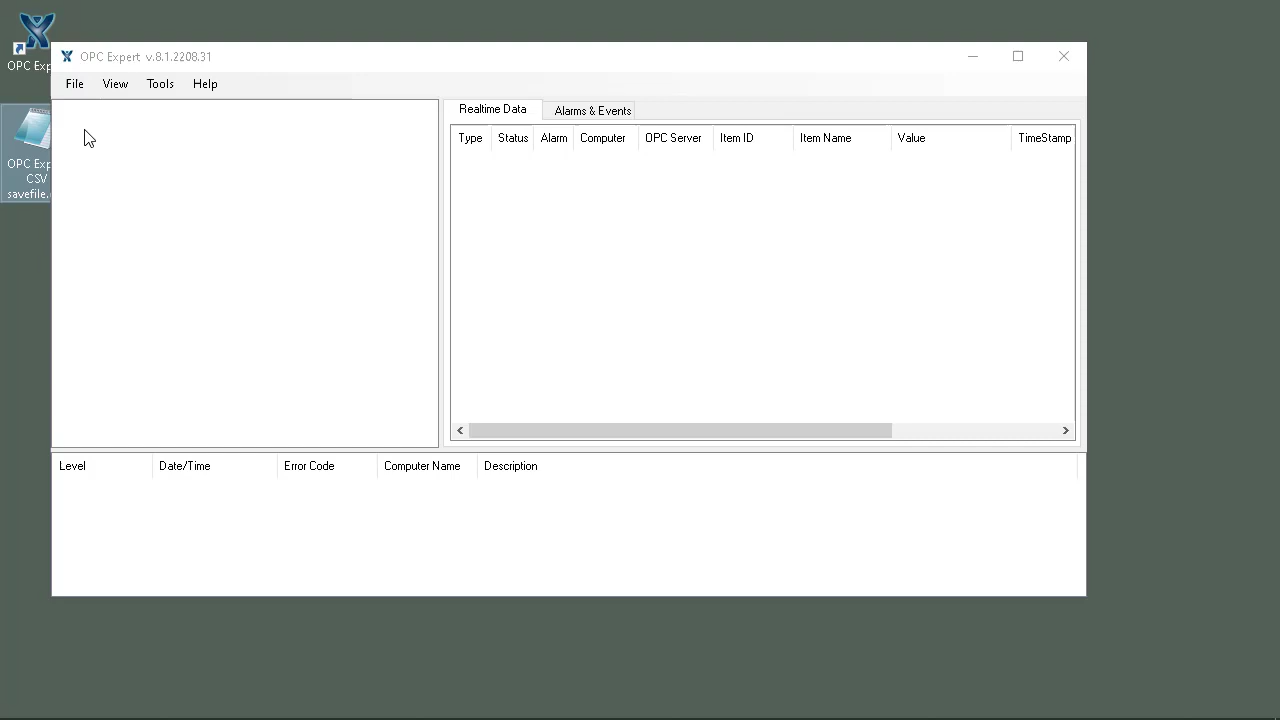 OPC Exp
OPC Expert v.8.1.2208.31
File View Tools Help
Realtime Data Alarms & Events
Type Status Alarm Computer OPC Server Item ID Item Name Value TimeStamp
OPC Exp
CSV
savefile.
Level Date/Time Error Code Computer Name Description